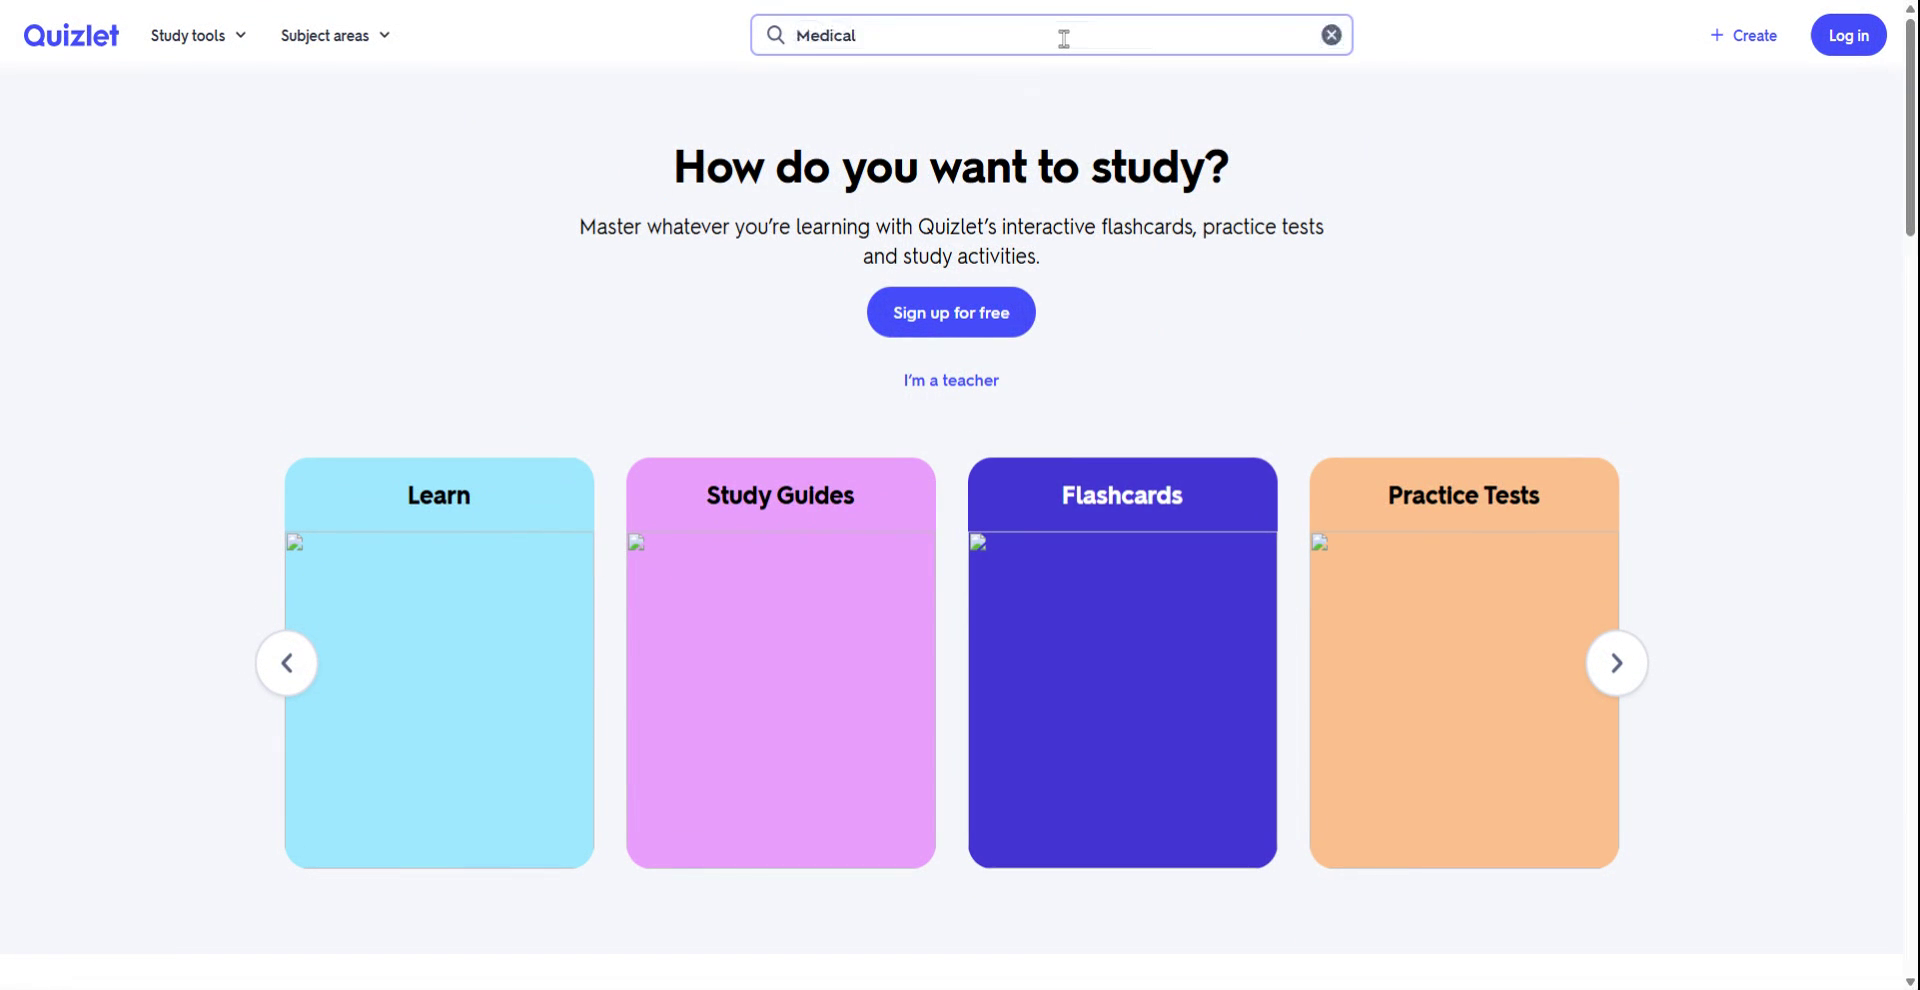 Quizlet
Study tools
Subject areas
Medical
Create
Log in
How do you want to study?
Master whatever you're learning with Quizlet's interactive flashcards, practice tests
and study activities.
Sign up for free
I'm a teacher
Learn
Study Guides
Flashcards
Practice Tests